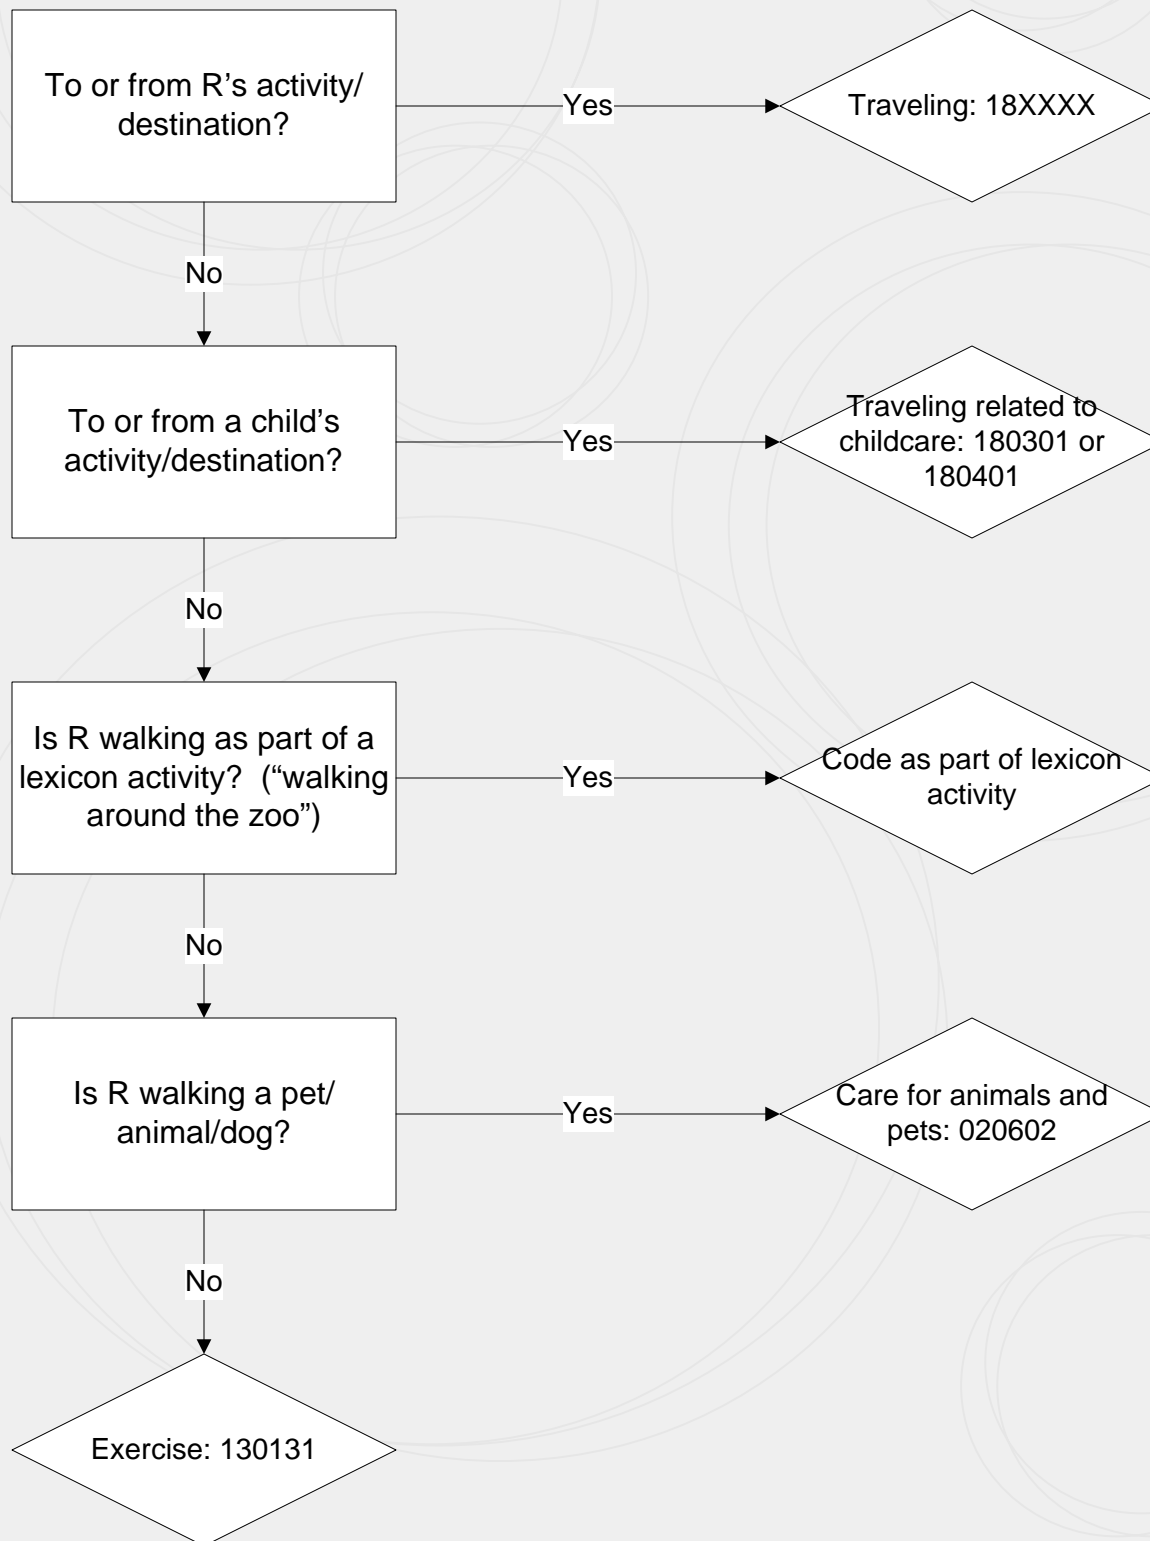 To or from R’s activity/
destination?
Yes
Traveling: 18XXXX
No
To or from a child’s
activity/destination?
Yes
Traveling related to
childcare: 180301 or
180401
No
Is R walking as part of a
lexicon activity?  (“walking
around the zoo”)
Yes
Code as part of lexicon
activity
No
Is R walking a pet/
animal/dog?
Yes
Care for animals and
pets: 020602
No
Exercise: 130131